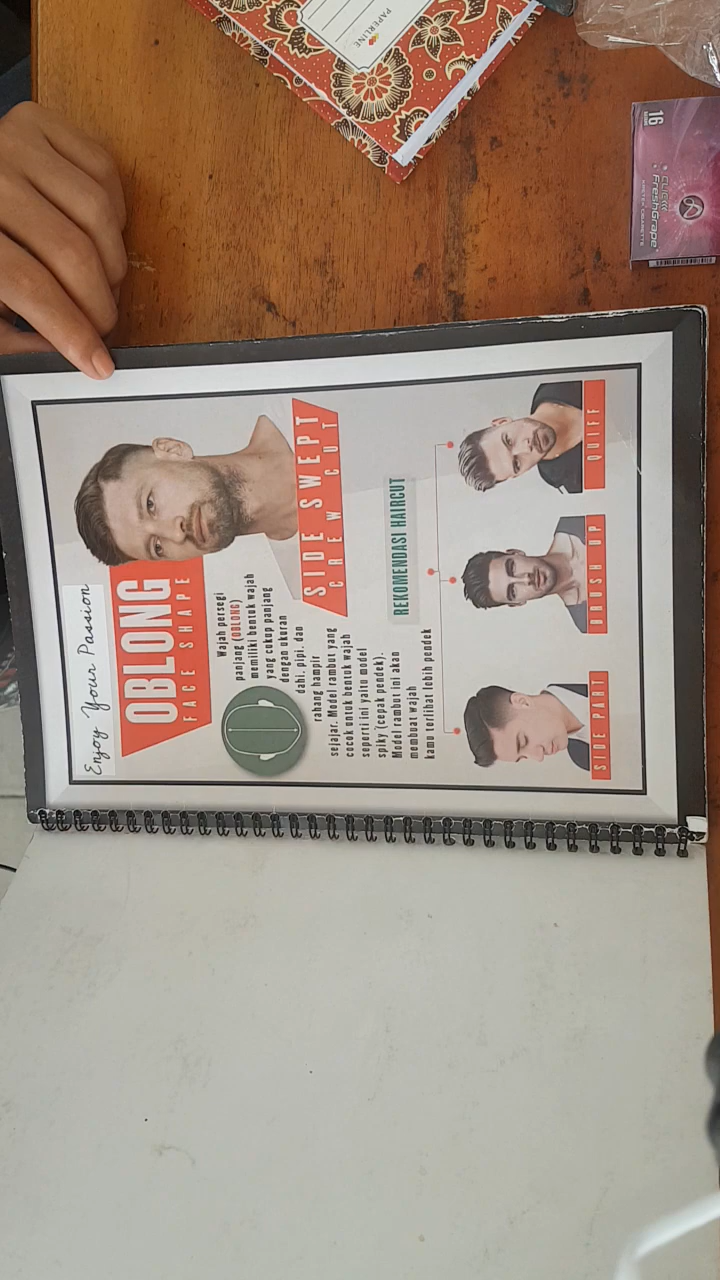 Enjoy Your Passion
OBLONG
FACE SHAPE
Wajah persegi
panjang (OBLONG)
memiliki bentuk wajah
yang cukup panjang
dengan ukuran
dahi, pipi, dan
rahang hampir
sejajar. Model rambut yang
cocok untuk bentuk wajah
seperti ini yaitu model
spiky (cepak pendek).
Model rambut ini akan
membuat wajah
kamu terlihat lebih pendek
SIDE SWEPT
CREW CUT
REKOMENDASI HAIRCUT
SIDE PART
BRUSH UP
QUIFF
PAPERLINE
16
CLICK
FreshGrape
KRETEK CIGARETTE